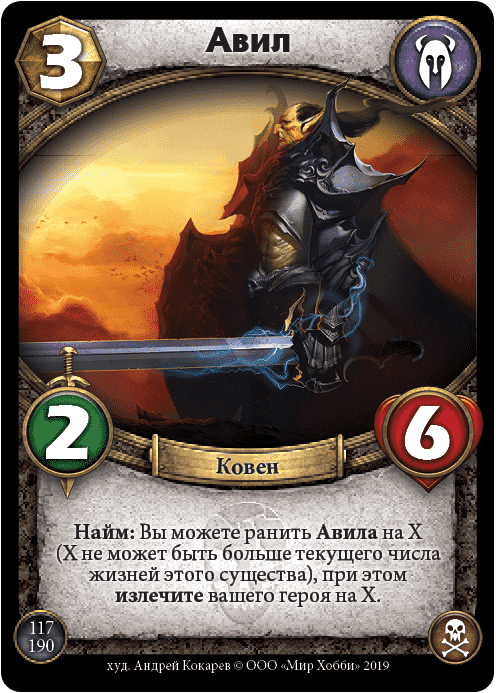 3
Авил
2
6
Ковен
Найм: Вы можете ранить Авила на X
(X не может быть больше текущего числа
жизней этого существа), при этом
излечите вашего героя на X.
117
190
худ. Андрей Кокарев © ООО «Мир Хобби» 2019